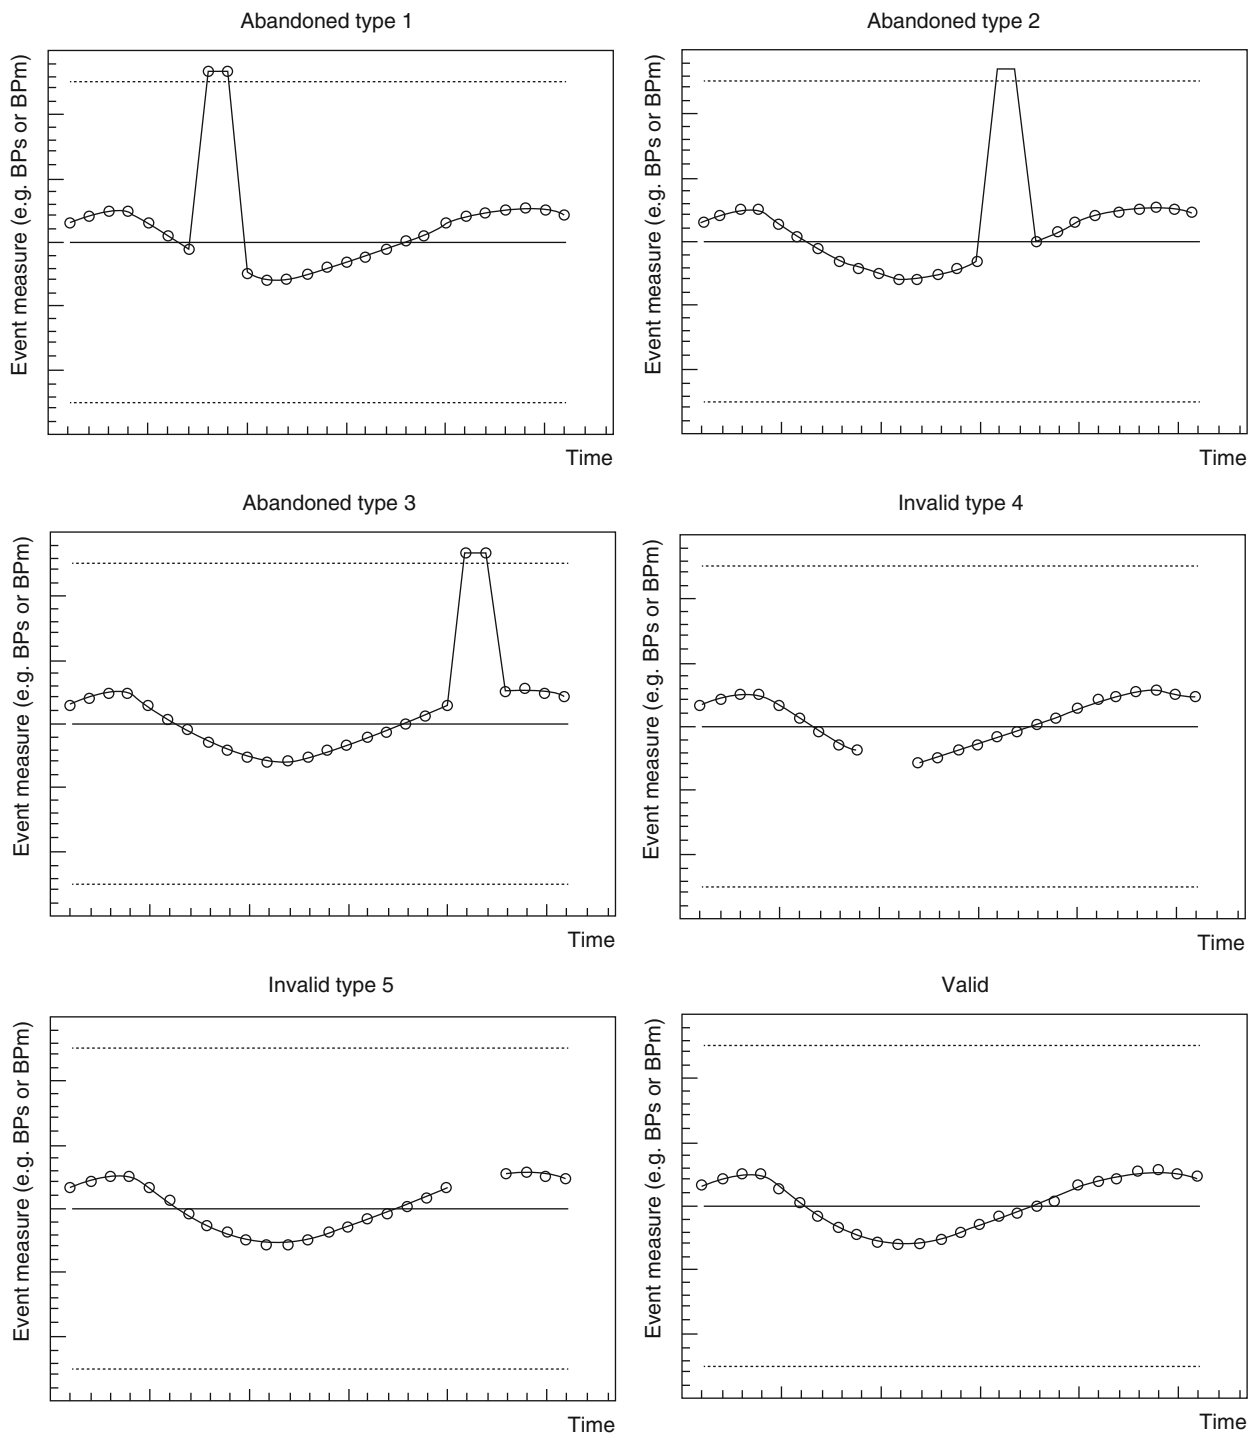 Abandoned type 1
Abandoned type 2
Event measure (e.g. BPs or BPm)
Event measure (e.g. BPs or BPm)
Time
Time
Abandoned type 3
Invalid type 4
Event measure (e.g. BPs or BPm)
Event measure (e.g. BPs or BPm)
Time
Time
Invalid type 5
Valid
Event measure (e.g. BPs or BPm)
Event measure (e.g. BPs or BPm)
Time
Time